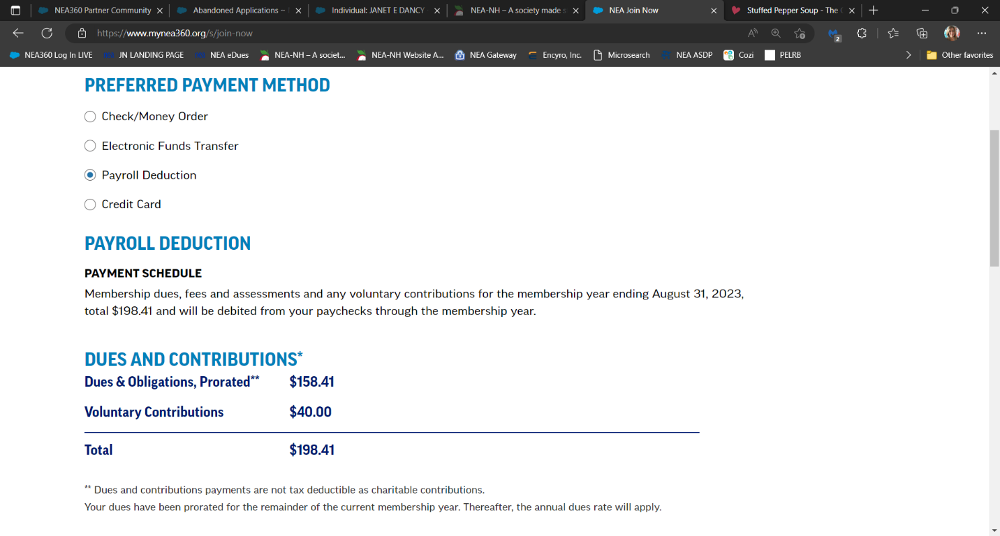 NEA360 Partner Community
Abandoned Applications ~
Individual: JANET E DANCY
NEA-NH – A society made s
NEA Join Now
Stuffed Pepper Soup - The
https://www.mynea360.org/s/join-now
2
NEA360 Log In LIVE
JN LANDING PAGE
NEA eDues
NEA-NH – A societ...
NEA-NH Website A...
NEA Gateway
Encyro, Inc.
Microsearch
NEA ASDP
Cozi
PELRB
Other favorites
PREFERRED PAYMENT METHOD
Check/Money Order
Electronic Funds Transfer
Payroll Deduction
Credit Card
PAYROLL DEDUCTION
PAYMENT SCHEDULE
Membership dues, fees and assessments and any voluntary contributions for the membership year ending August 31, 2023,
total $198.41 and will be debited from your paychecks through the membership year.
DUES AND CONTRIBUTIONS*
Dues & Obligations, Prorated** $158.41
Voluntary Contributions $40.00
Total $198.41
** Dues and contributions payments are not tax deductible as charitable contributions.
Your dues have been prorated for the remainder of the current membership year. Thereafter, the annual dues rate will apply.